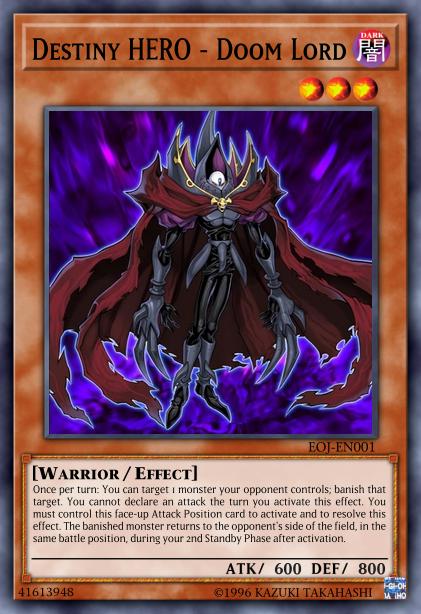 DESTINY HERO - DOOM LORD
DARK
闇
EOJ-EN001
[WARRIOR / EFFECT]
Once per turn: You can target 1 monster your opponent controls; banish that
target. You cannot declare an attack the turn you activate this effect. You
must control this face-up Attack Position card to activate and to resolve this
effect. The banished monster returns to the opponent's side of the field, in the
same battle position, during your 2nd Standby Phase after activation.
ATK/ 600 DEF/ 800
41613948
©1996 KAZUKI TAKAHASHI